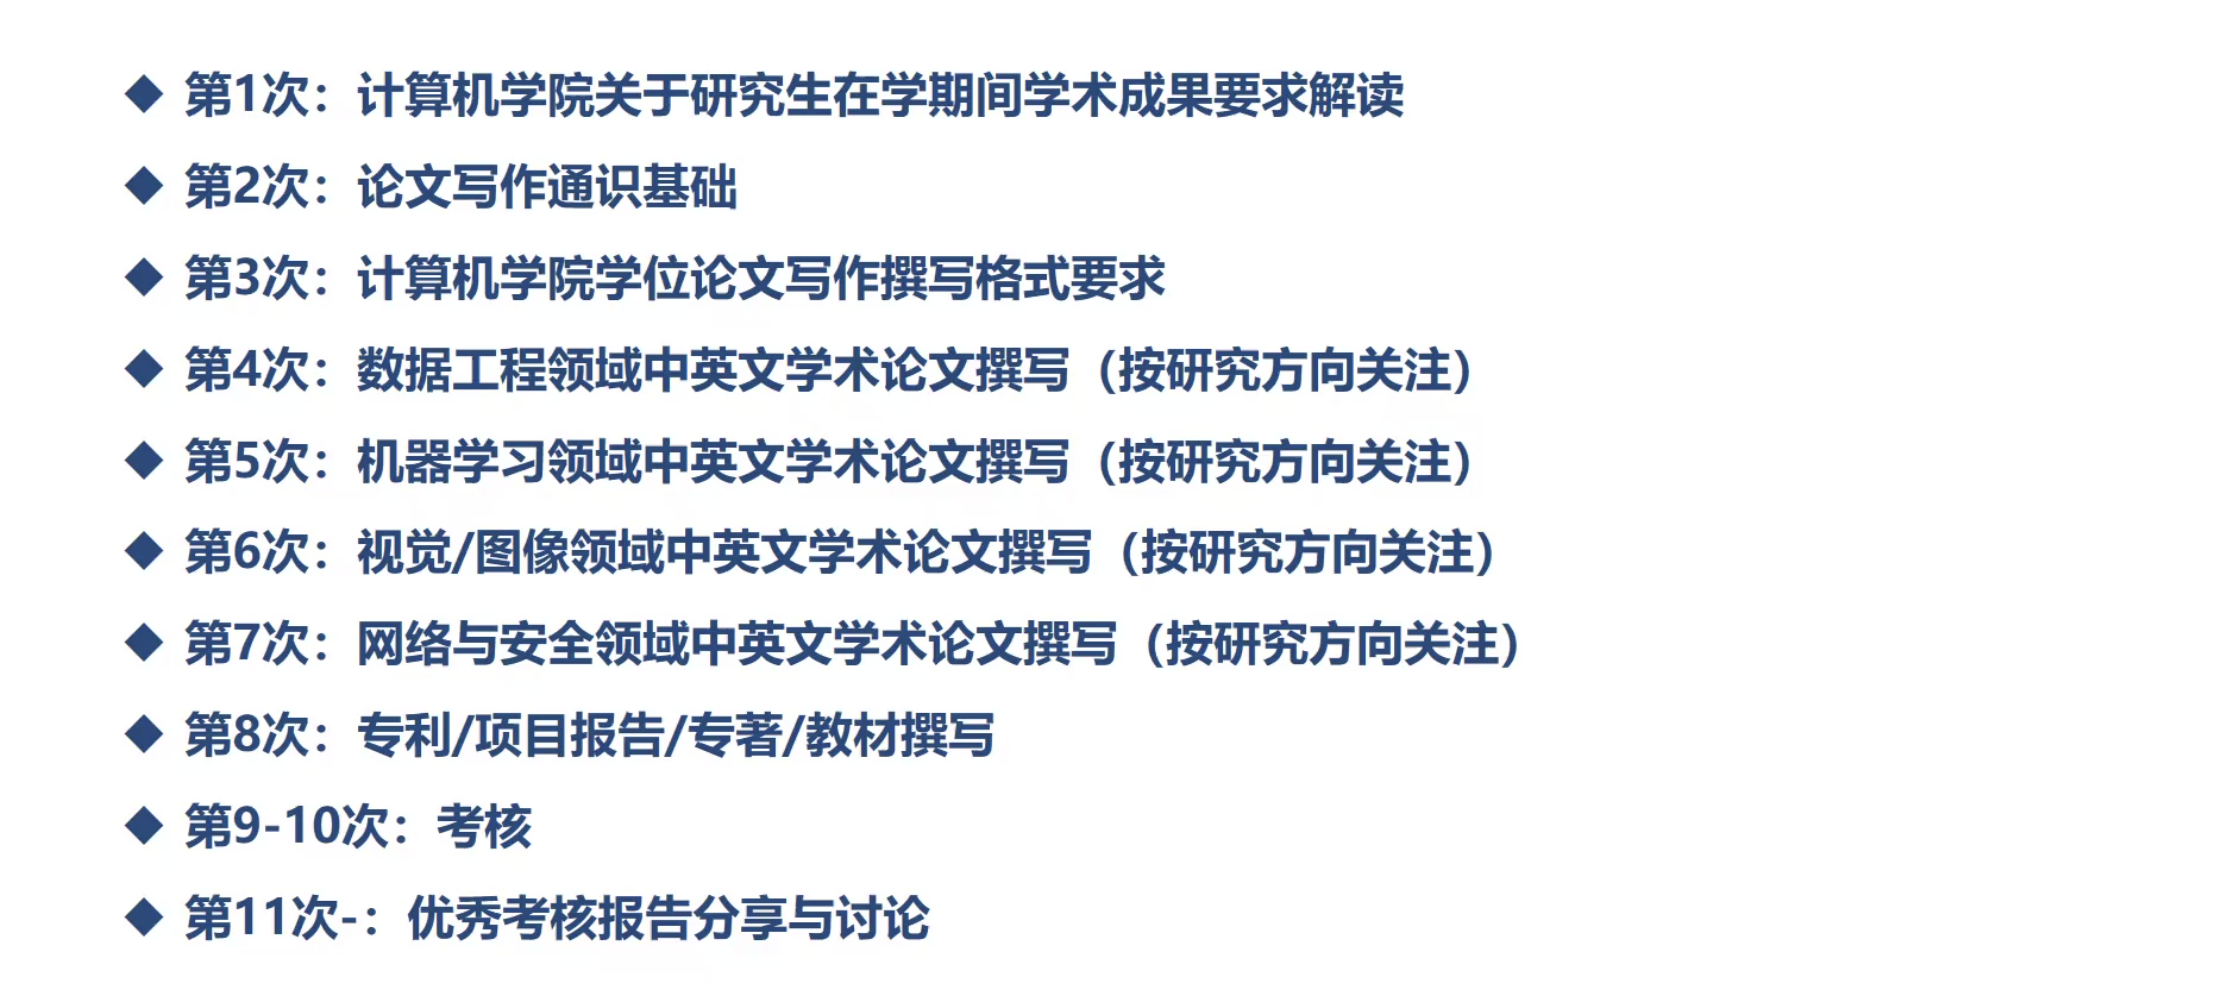 ◆ 第1次：计算机学院关于研究生在学期间学术成果要求解读
◆ 第2次：论文写作通识基础
◆ 第3次：计算机学院学位论文写作撰写格式要求
◆ 第4次：数据工程领域中英文学术论文撰写（按研究方向关注）
◆ 第5次：机器学习领域中英文学术论文撰写（按研究方向关注）
◆ 第6次：视觉/图像领域中英文学术论文撰写（按研究方向关注）
◆ 第7次：网络与安全领域中英文学术论文撰写（按研究方向关注）
◆ 第8次：专利/项目报告/专著/教材撰写
◆ 第9-10次：考核
◆ 第11次-：优秀考核报告分享与讨论